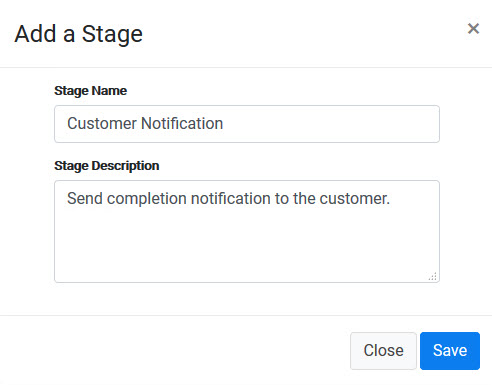 Add a Stage
×
Stage Name
Customer Notification
Stage Description
Send completion notification to the customer.
Close Save